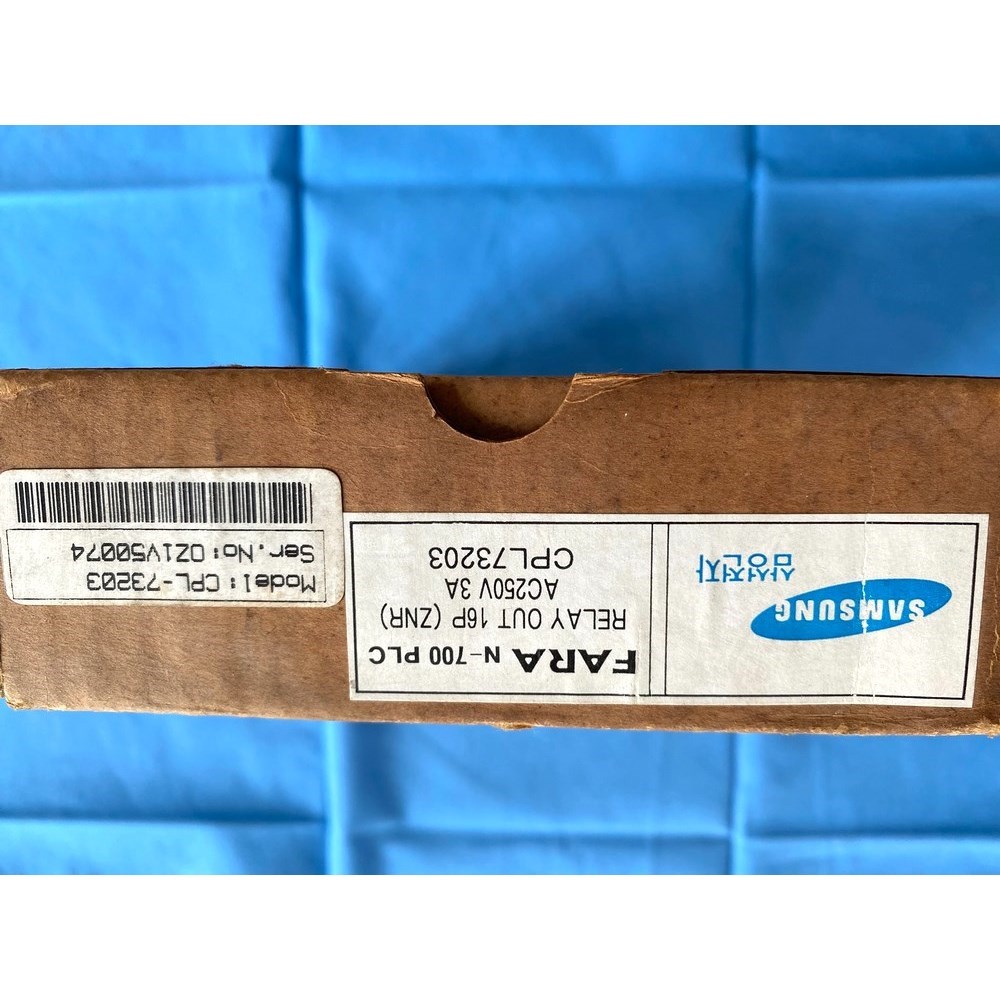 SAMSUNG
삼성전자
FARA N-700 PLC
RELAY OUT 16P (ZNR)
AC250V 3A
CPL73203
Model: CPL-73203
Ser.No: OZ1V50074